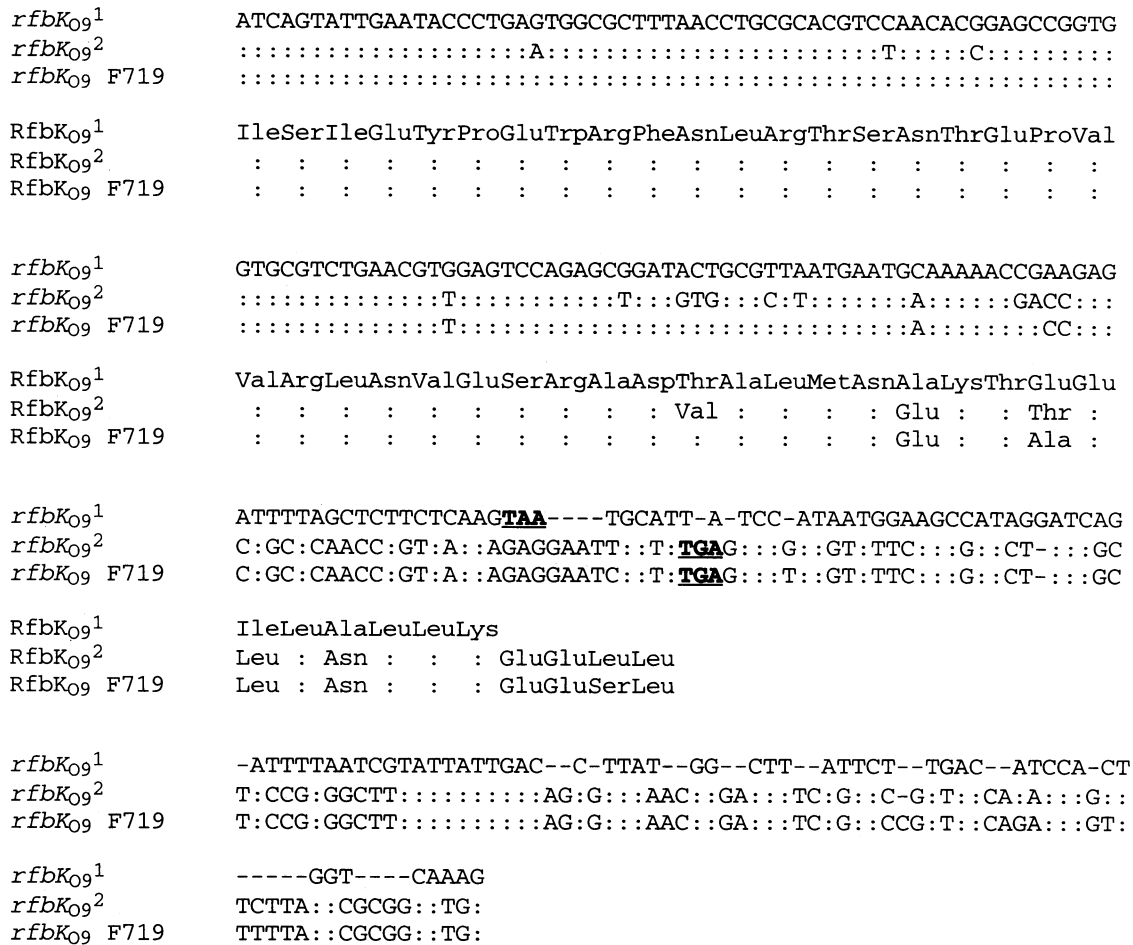 rfbKO9¹ ATCAGTATTGAATACCCTGAGTGGCGCTTTAACCTGCGCACGTCCAACACGGAGCCGGTG
rfbKO9² ::::::::::::::::::::A:::::::::::::::::::::::T:::::C:::::::::
rfbKO9 F719 ::::::::::::::::::::::::::::::::::::::::::::::::::::::::::::
RfbKO9¹ IleSerIleGluTyrProGluTrpArgPheAsnLeuArgThrSerAsnThrGluProVal
RfbKO9² : : : : : : : : : : : : : : : : : : : :
RfbKO9 F719 : : : : : : : : : : : : : : : : : : : :
rfbKO9¹ GTGCGTCTGAACGTGGAGTCCAGAGCGGATACTGCGTTAATGAATGCAAAAACCGAAGAG
rfbKO9² ::::::::::::::T:::::::::::T:::GTG:::C:T:::::::A::::::GACC:::
rfbKO9 F719 ::::::::::::::T:::::::::::::::::::::::::::::::A::::::::CC:::
RfbKO9¹ ValArgLeuAsnValGluSerArgAlaAspThrAlaLeuMetAsnAlaLysThrGluGlu
RfbKO9² : : : : : : : : : : Val : : : : Glu : : Thr :
RfbKO9 F719 : : : : : : : : : : : : : : : Glu : : Ala :
rfbKO9¹ ATTTTAGCTCTTCTCAAGTAA----TGCATT-A-TCC-ATAATGGAAGCCATAGGATCAG
rfbKO9² C:GC:CAACC:GT:A::AGAGGAATT::T:TGAG:::G::GT:TTC:::G::CT-:::GC
rfbKO9 F719 C:GC:CAACC:GT:A::AGAGGAATC::T:TGAG:::T::GT:TTC:::G::CT-:::GC
RfbKO9¹ IleLeuAlaLeuLeuLys
RfbKO9² Leu : Asn : : : GluGluLeuLeu
RfbKO9 F719 Leu : Asn : : : GluGluSerLeu
rfbKO9¹ -ATTTTAATCGTATTATTGAC--C-TTAT--GG--CTT--ATTCT--TGAC--ATCCA-CT
rfbKO9² T:CCG:GGCTT::::::::::AG:G:::AAC::GA:::TC:G::C-G:T::CA:A:::G::
rfbKO9 F719 T:CCG:GGCTT::::::::::AG:G:::AAC::GA:::TC:G::CCG:T::CAGA:::GT:
rfbKO9¹ -----GGT----CAAAG
rfbKO9² TCTTA::CGCGG::TG:
rfbKO9 F719 TTTTA::CGCGG::TG: